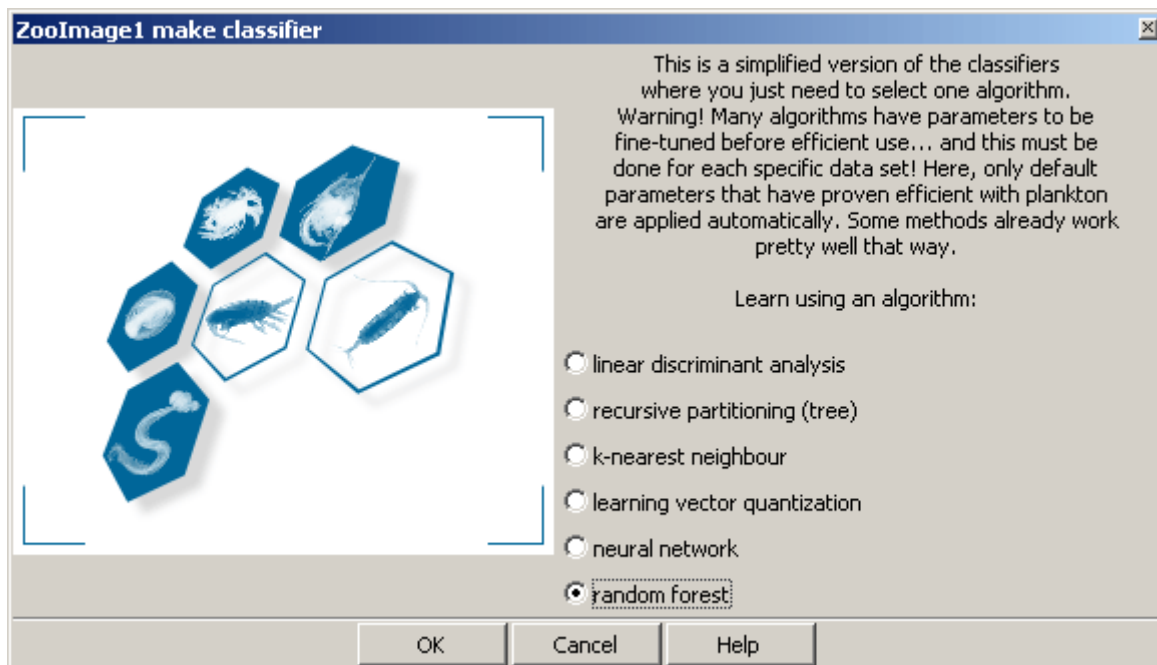 ZooImage1 make classifier
This is a simplified version of the classifiers
where you just need to select one algorithm.
Warning! Many algorithms have parameters to be
fine-tuned before efficient use... and this must be
done for each specific data set! Here, only default
parameters that have proven efficient with plankton
are applied automatically. Some methods already work
pretty well that way.
Learn using an algorithm:
linear discriminant analysis
recursive partitioning (tree)
k-nearest neighbour
learning vector quantization
neural network
random forest
OK
Cancel
Help